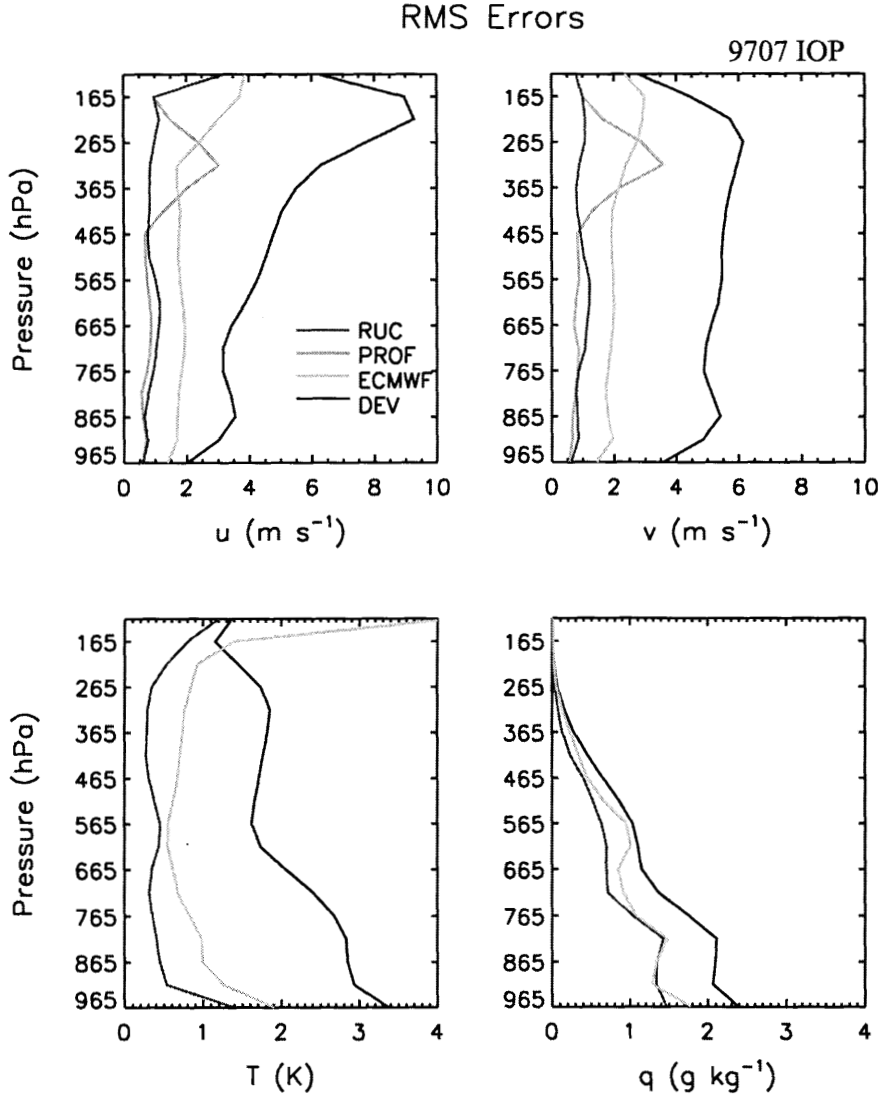 RMS Errors
9707 IOP
Pressure (hPa)
165
265
365
465
565
665
765
865
965
RUC
PROF
ECMWF
DEV
0 2 4 6 8 10
u (m s⁻¹)
165
265
365
465
565
665
765
865
965
0 2 4 6 8 10
v (m s⁻¹)
Pressure (hPa)
165
265
365
465
565
665
765
865
965
0 1 2 3 4
T (K)
165
265
365
465
565
665
765
865
965
0 1 2 3 4
q (g kg⁻¹)